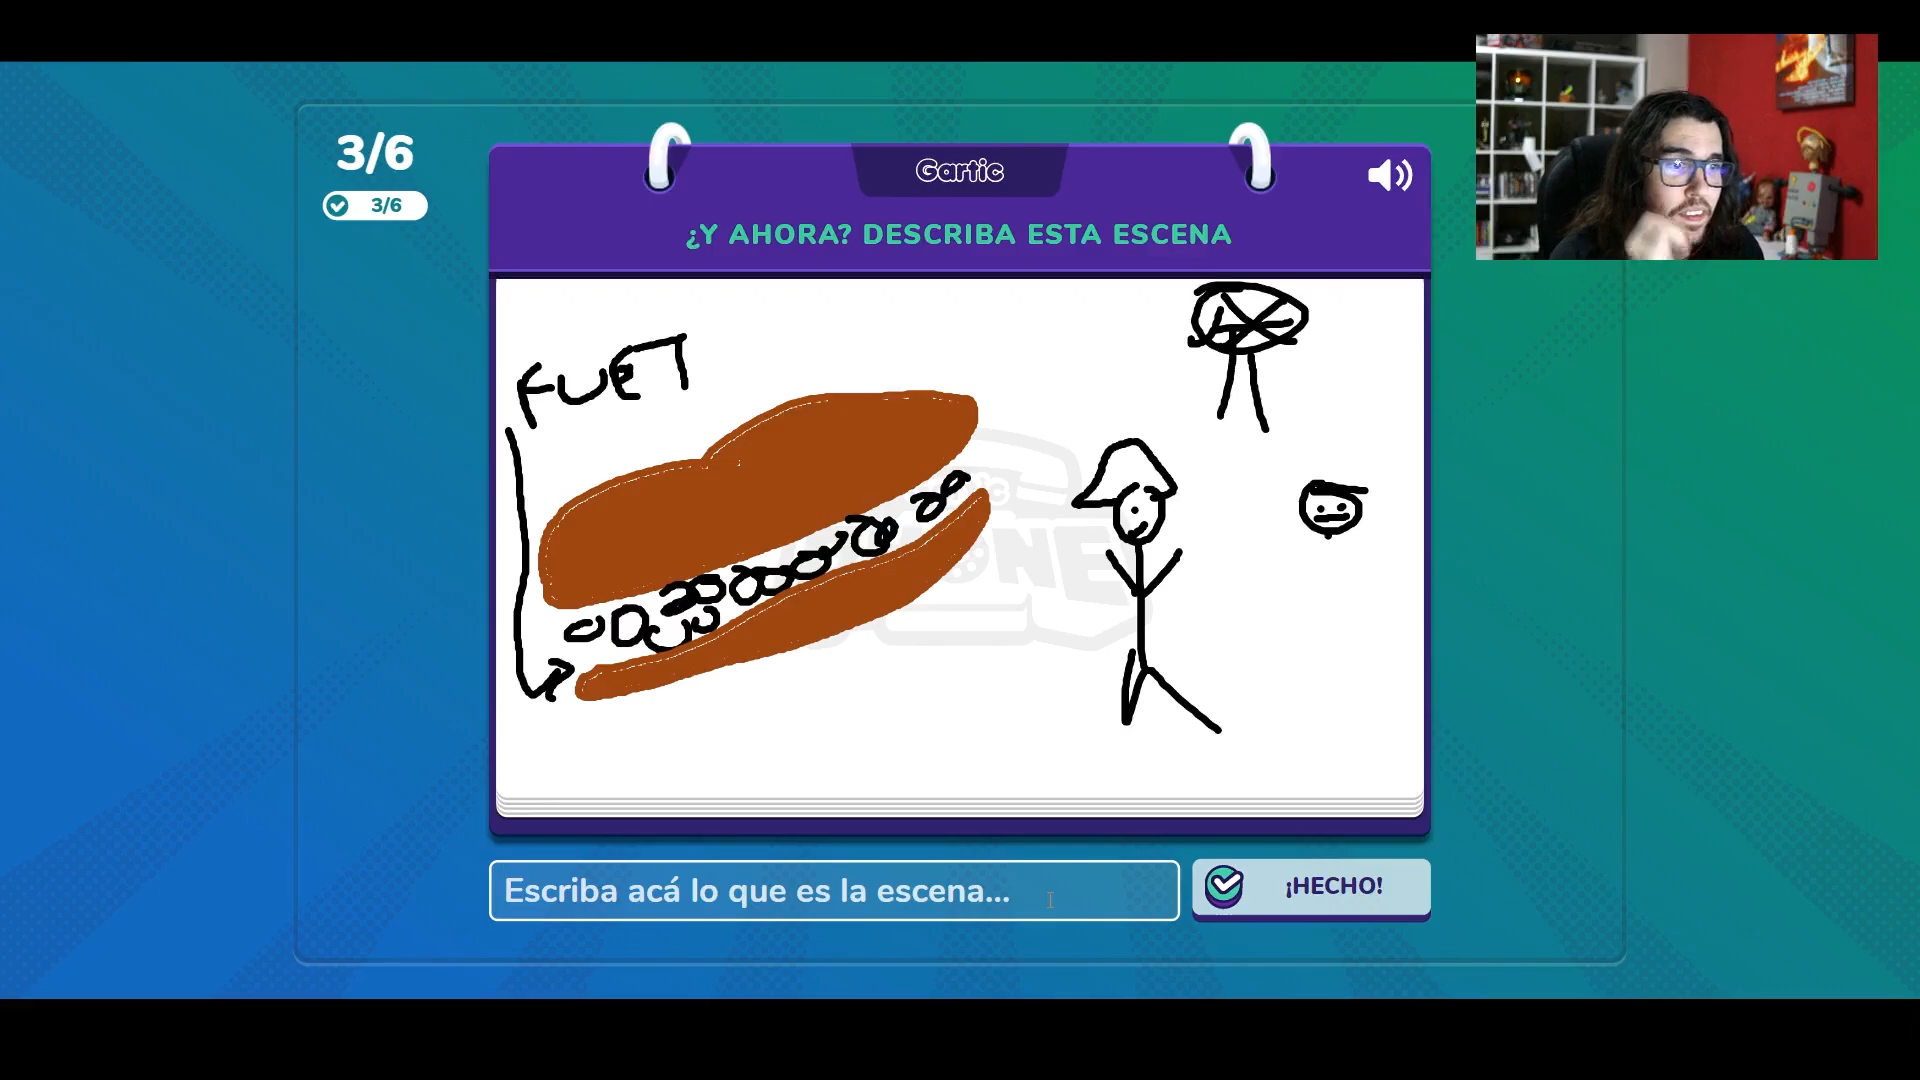 3/6
3/6
Gartic
¿Y AHORA? DESCRIBA ESTA ESCENA
FUET
Escriba acá lo que es la escena...
¡HECHO!